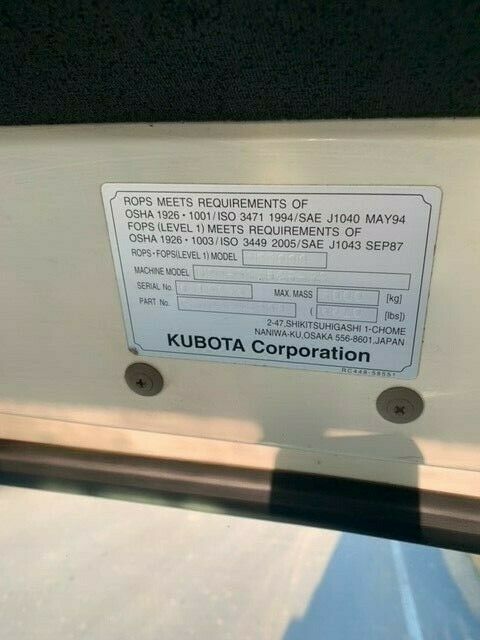 ROPS MEETS REQUIREMENTS OF
OSHA 1926・1001/ISO 3471 1994/SAE J1040 MAY94
FOPS (LEVEL 1) MEETS REQUIREMENTS OF
OSHA 1926・1003/ISO 3449 2005/SAE J1043 SEP87
ROPS・FOPS(LEVEL 1) MODEL
MACHINE MODEL
SERIAL No. MAX. MASS [kg]
PART No. ( ) [lbs]
2-47,SHIKITSUHIGASHI 1-CHOME
NANIWA-KU,OSAKA 556-8601,JAPAN
KUBOTA Corporation
RC448-58551